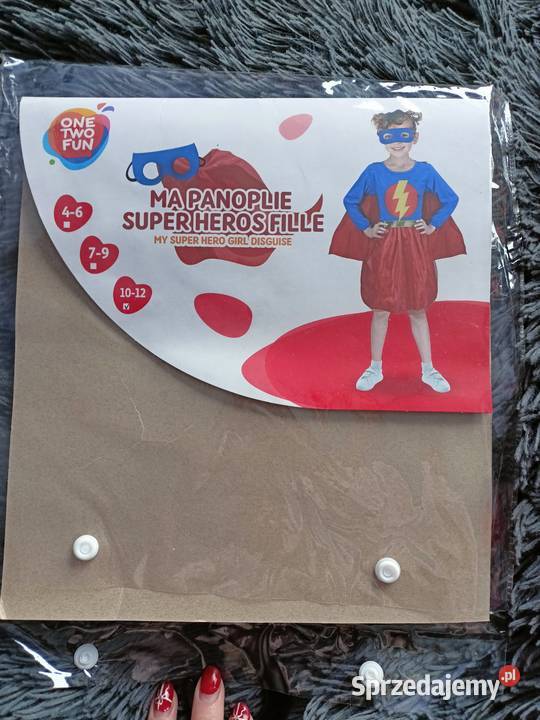 ONE
TWO
FUN
MA PANOPLIE
SUPER HEROS FILLE
MY SUPER HERO GIRL DISGUISE
4-6
7-9
10-12
Sprzedajemy.pl